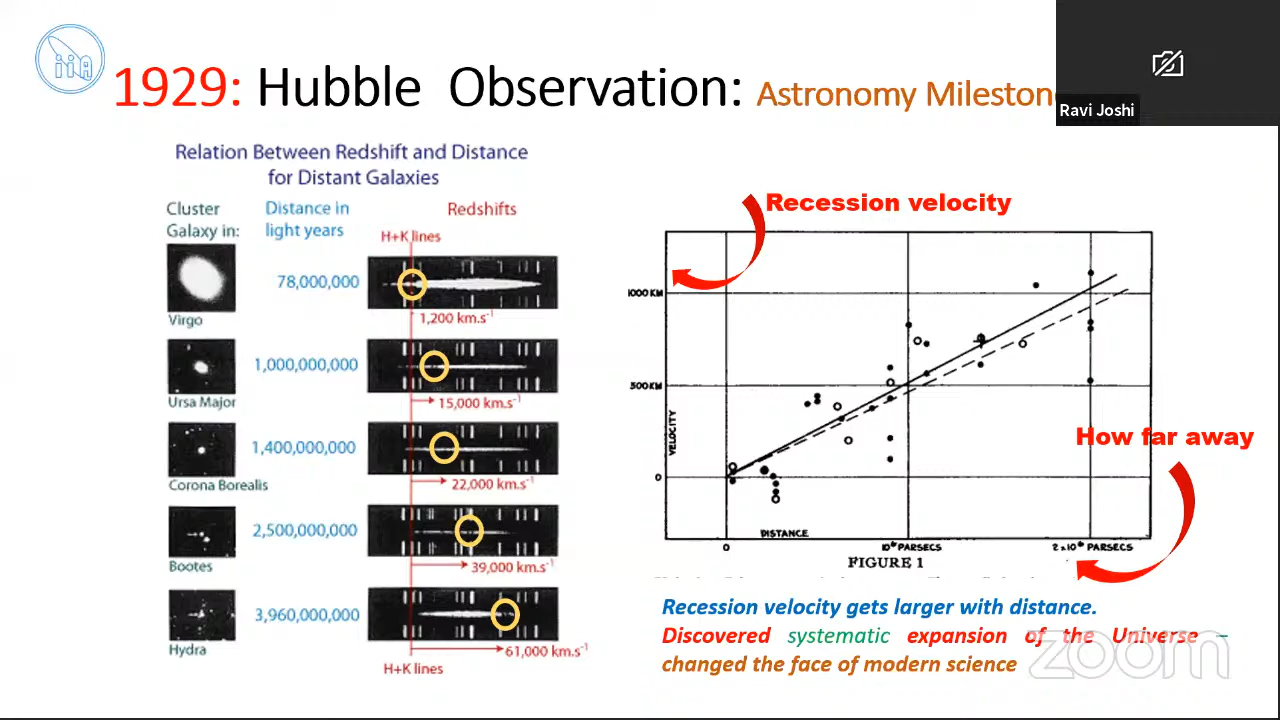 iiA
1929: Hubble Observation: Astronomy Mileston
Ravi Joshi
Relation Between Redshift and Distance
for Distant Galaxies
Cluster
Galaxy in:
Distance in
light years
Redshifts
H+K lines
78,000,000
1,200 km.s⁻¹
Virgo
1,000,000,000
15,000 km.s⁻¹
Ursa Major
1,400,000,000
22,000 km.s⁻¹
Corona Borealis
2,500,000,000
39,000 km.s⁻¹
Bootes
3,960,000,000
61,000 km.s⁻¹
Hydra
H+K lines
Recession velocity
1000 KM
500 KM
0
VELOCITY
How far away
DISTANCE
0
10⁶ PARSECS
2×10⁶ PARSECS
FIGURE 1
Recession velocity gets larger with distance.
Discovered systematic expansion of the Universe –
changed the face of modern science
zoom